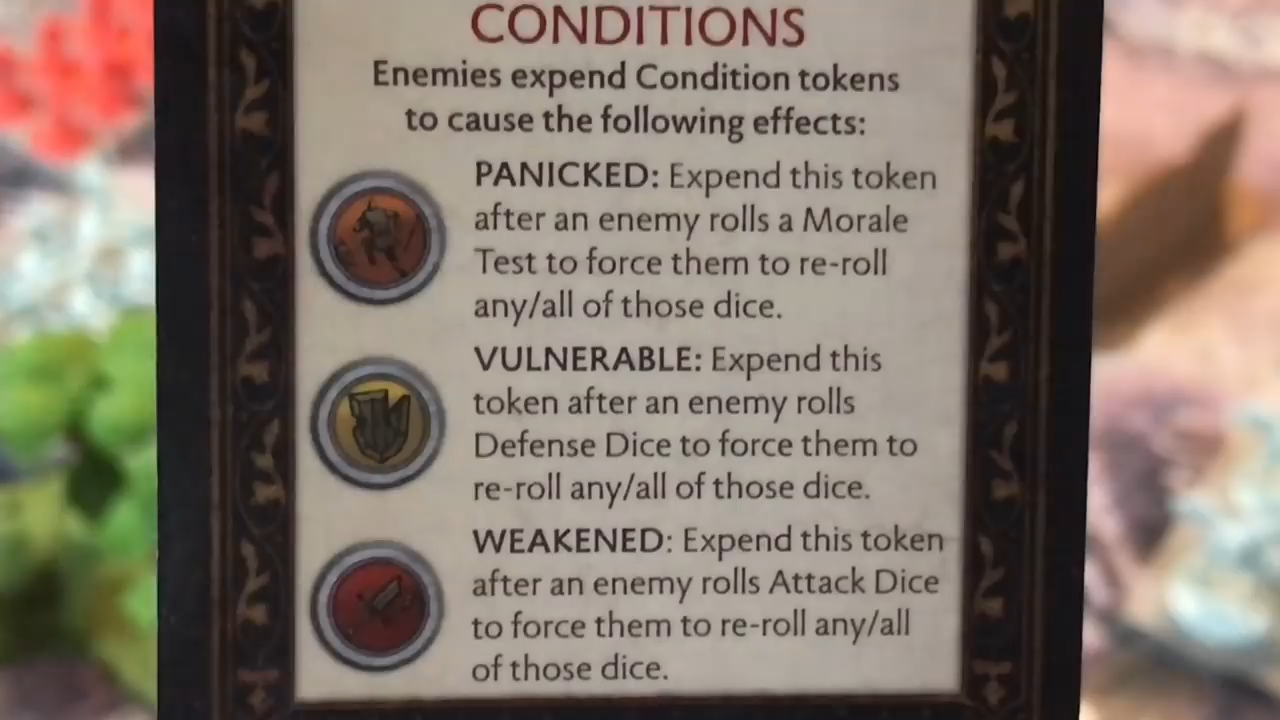 CONDITIONS
Enemies expend Condition tokens
to cause the following effects:
PANICKED: Expend this token
after an enemy rolls a Morale
Test to force them to re-roll
any/all of those dice.
VULNERABLE: Expend this
token after an enemy rolls
Defense Dice to force them to
re-roll any/all of those dice.
WEAKENED: Expend this token
after an enemy rolls Attack Dice
to force them to re-roll any/all
of those dice.